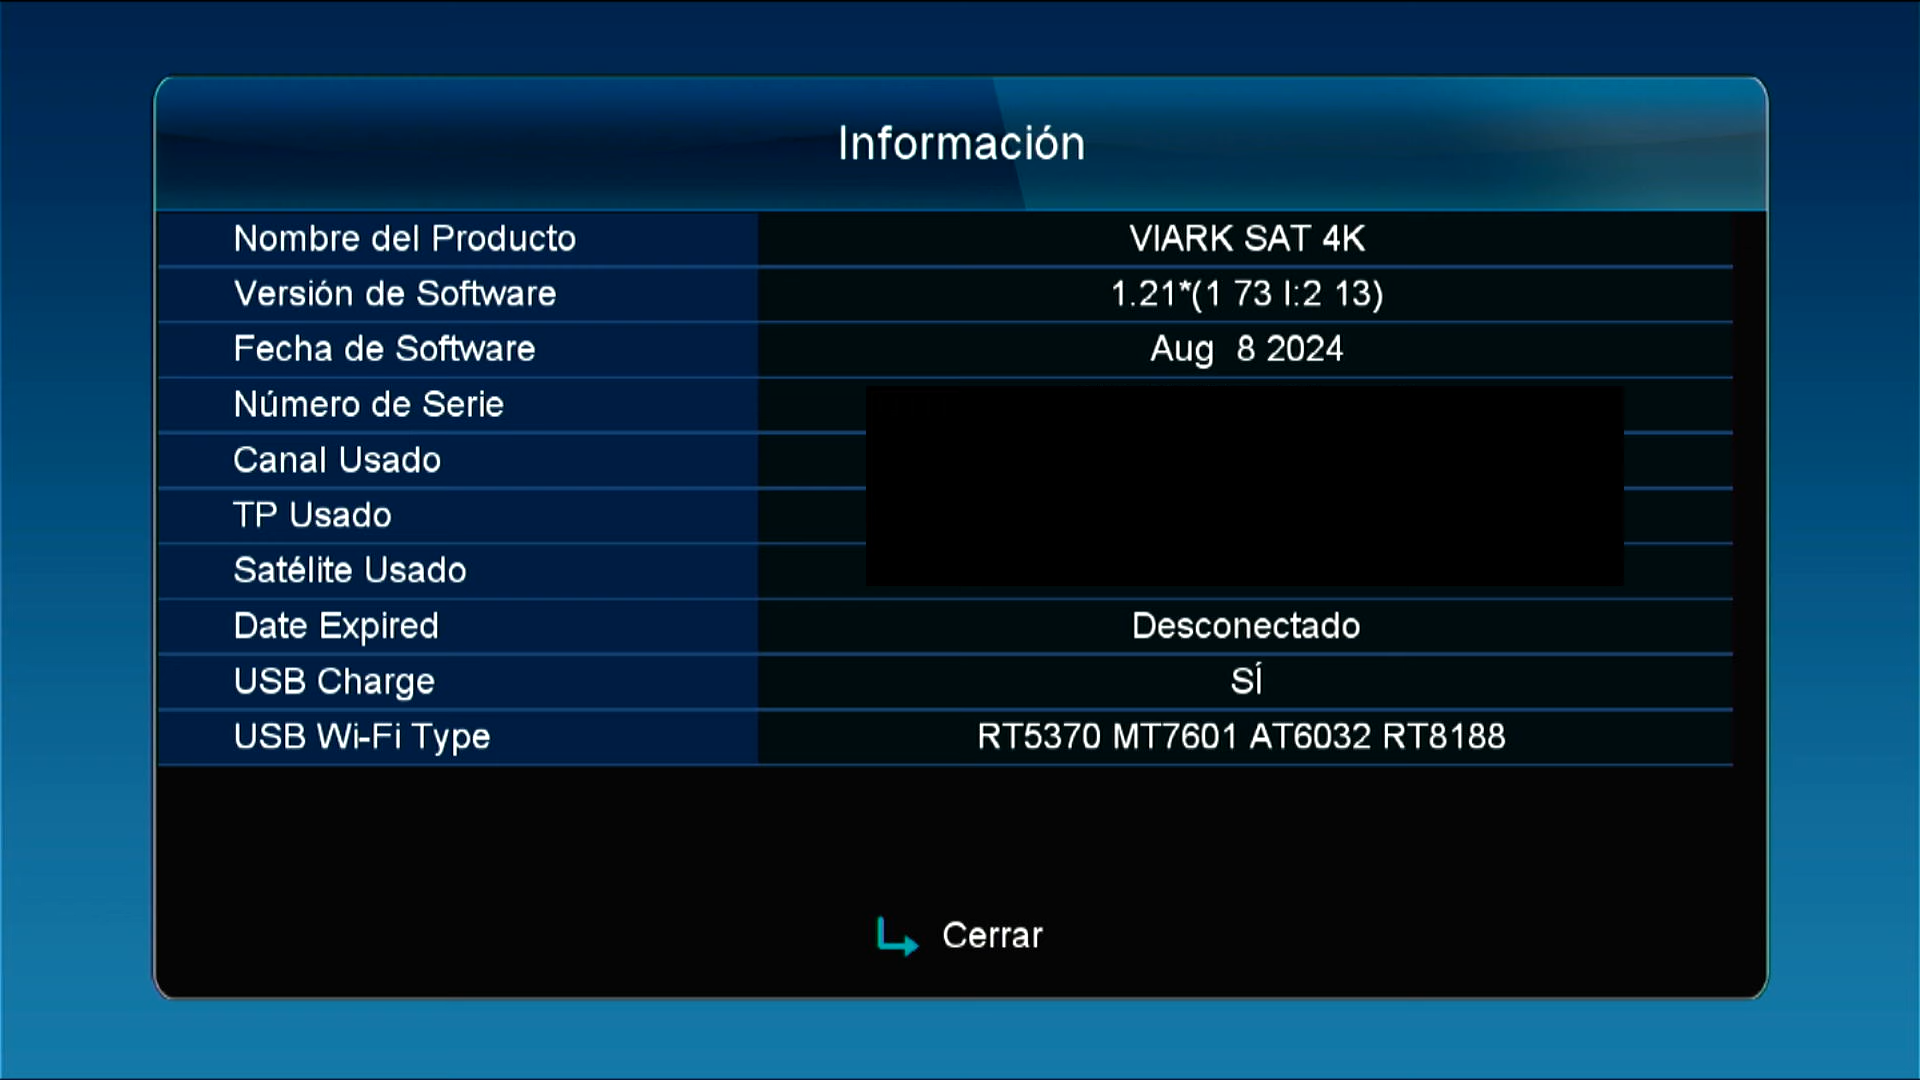 Información
Nombre del Producto VIARK SAT 4K
Versión de Software 1.21*(1 73 I:2 13)
Fecha de Software Aug  8 2024
Número de Serie
Canal Usado
TP Usado
Satélite Usado
Date Expired Desconectado
USB Charge SÍ
USB Wi-Fi Type RT5370 MT7601 AT6032 RT8188
Cerrar